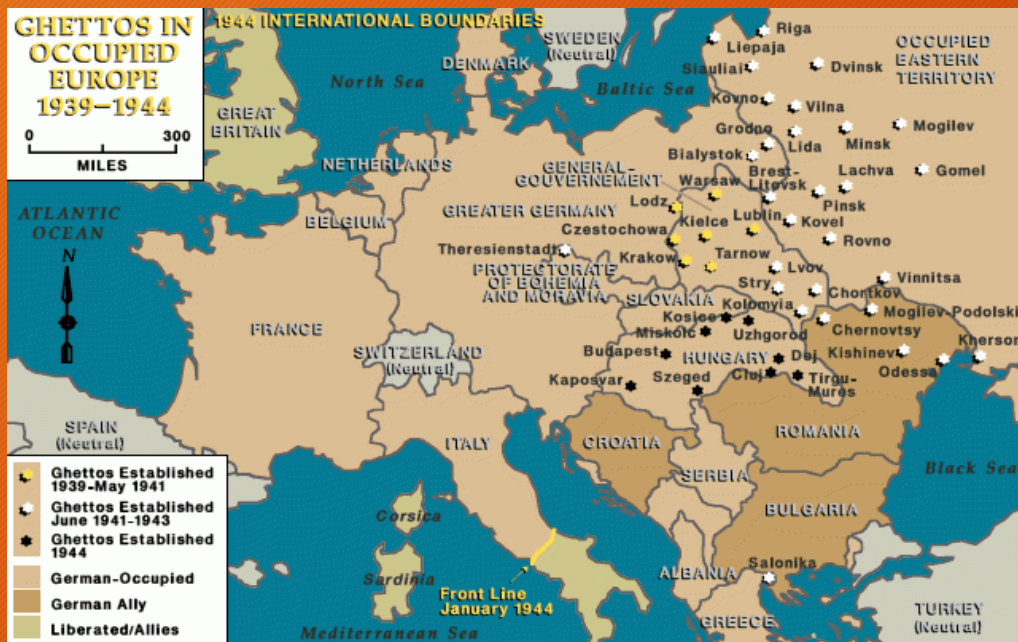 GHETTOS IN
OCCUPIED
EUROPE
1939–1944
0 300
MILES
1944 INTERNATIONAL BOUNDARIES
SWEDEN
(Neutral)
DENMARK
North Sea
Baltic Sea
GREAT
BRITAIN
NETHERLANDS
BELGIUM
ATLANTIC
OCEAN
N
FRANCE
GENERAL-
GOUVERNEMENT
GREATER GERMANY
Theresienstadt
PROTECTORATE
OF BOHEMIA
AND MORAVIA
SLOVAKIA
SWITZERLAND
(Neutral)
Riga
Liepaja
Siauliai
Dvinsk
OCCUPIED
EASTERN
TERRITORY
Kovno
Vilna
Grodno
Lida
Minsk
Mogilev
Bialystok
Brest-
Litovsk
Lachva
Gomel
Pinsk
Warsaw
Lodz
Kielce
Lublin
Kovel
Czestochowa
Rovno
Krakow
Tarnow
Lvov
Stry
Chortkov
Vinnitsa
Kolomyia
Mogilev-Podolski
Chernovtsy
Kosice
Miskolc
Uzhgorod
Budapest
HUNGARY
Dej
Kishinev
Kherson
Odessa
Kaposvar
Szeged
Cluj
Tirgu-
Mures
SPAIN
(Neutral)
ITALY
CROATIA
ROMANIA
SERBIA
Black Sea
BULGARIA
Corsica
Sardinia
ALBANIA
Salonika
GREECE
TURKEY
(Neutral)
Front Line
January 1944
Mediterranean Sea
Ghettos Established
1939-May 1941
Ghettos Established
June 1941-1943
Ghettos Established
1944
German-Occupied
German Ally
Liberated/Allies